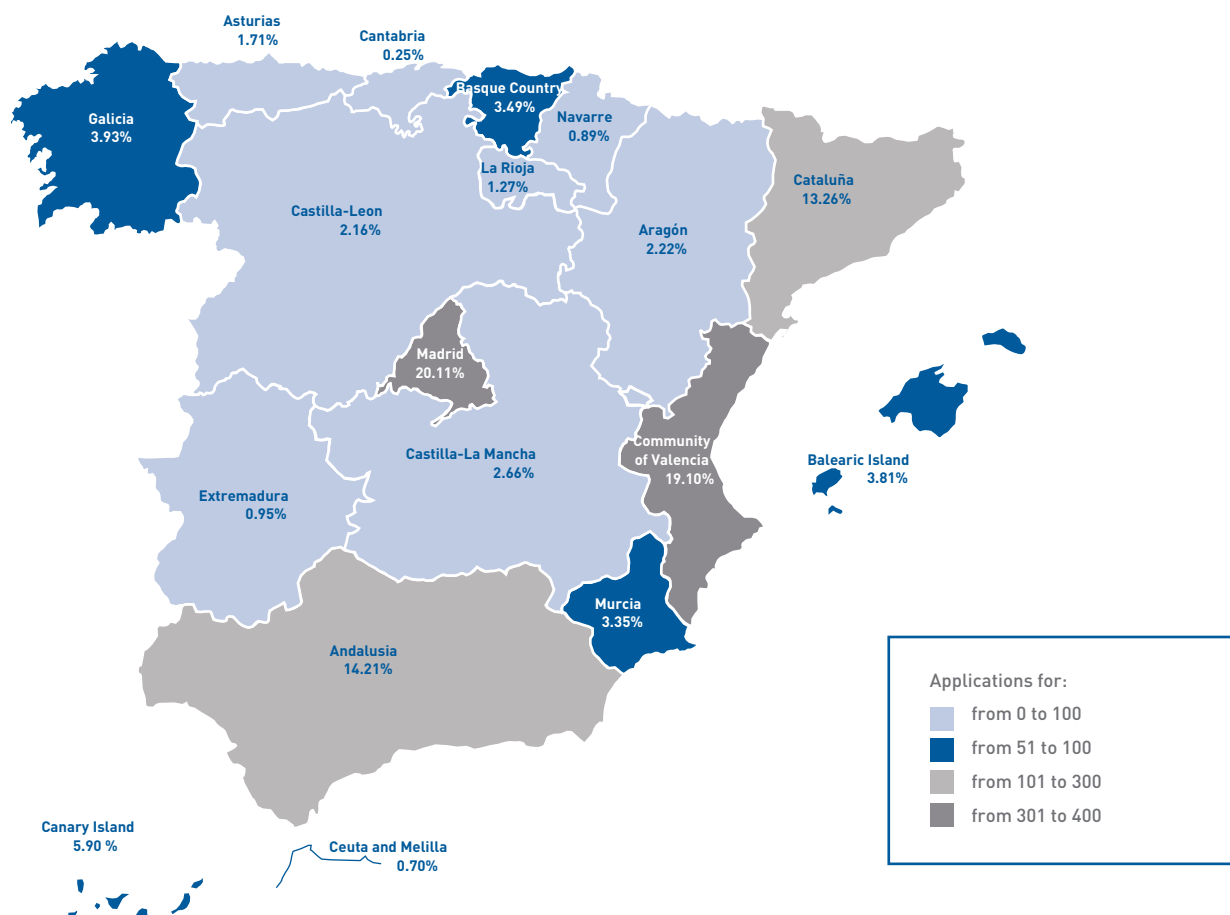 Asturias
1.71%
Cantabria
0.25%
Basque Country
3.49%
Galicia
3.93%
Navarre
0.89%
La Rioja
1.27%
Cataluña
13.26%
Castilla-Leon
2.16%
Aragón
2.22%
Madrid
20.11%
Community
of Valencia
19.10%
Castilla-La Mancha
2.66%
Balearic Island
3.81%
Extremadura
0.95%
Murcia
3.35%
Andalusia
14.21%
Applications for:
from 0 to 100
from 51 to 100
from 101 to 300
from 301 to 400
Canary Island
5.90 %
Ceuta and Melilla
0.70%